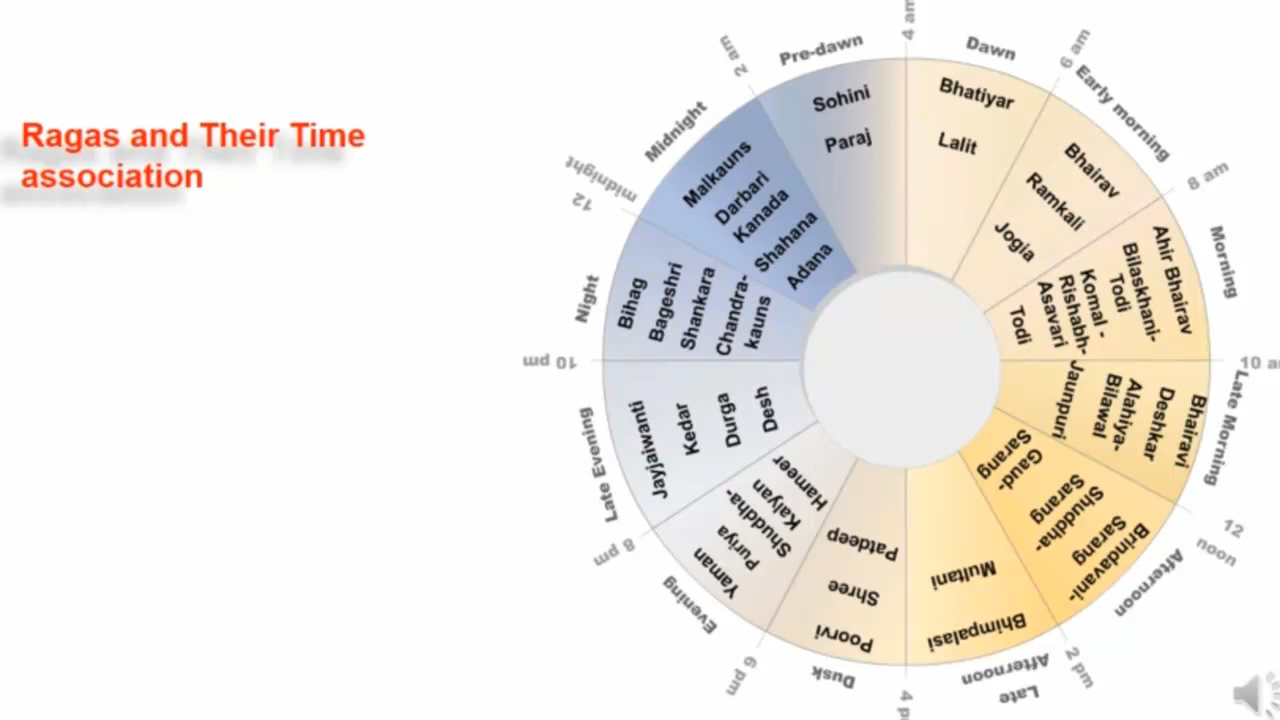 Ragas and Their Time
association
4 am
Dawn
Bhatiyar
Lalit
6 am
Early morning
Bhairav
Ramkali
Jogia
8 am
Morning
Ahir Bhairav
Bilaskhani-
Todi
Komal -
Rishabh-
Asavari
Todi
10 am
Late Morning
Bhairavi
Deshkar
Alahiya-
Bilawal
Jaunpuri
12
noon
Afternoon
Brindavani-
Sarang
Shuddha-
Sarang
Gaud-
Sarang
2 pm
Late
Afternoon
Bhimpalasi
Multani
4 p
Dusk
Poorvi
Shree
Patdeep
6 pm
Evening
Yaman
Puriya
Shuddha-
Kalyan
Hameer
8 pm
Late Evening
Jayjaiwanti
Kedar
Durga
Desh
10 pm
Night
Bihag
Bageshri
Shankara
Chandra-
kauns
12
midnight
Midnight
Malkauns
Darbari
Kanada
Shahana
Adana
2 am
Pre-dawn
Sohini
Paraj